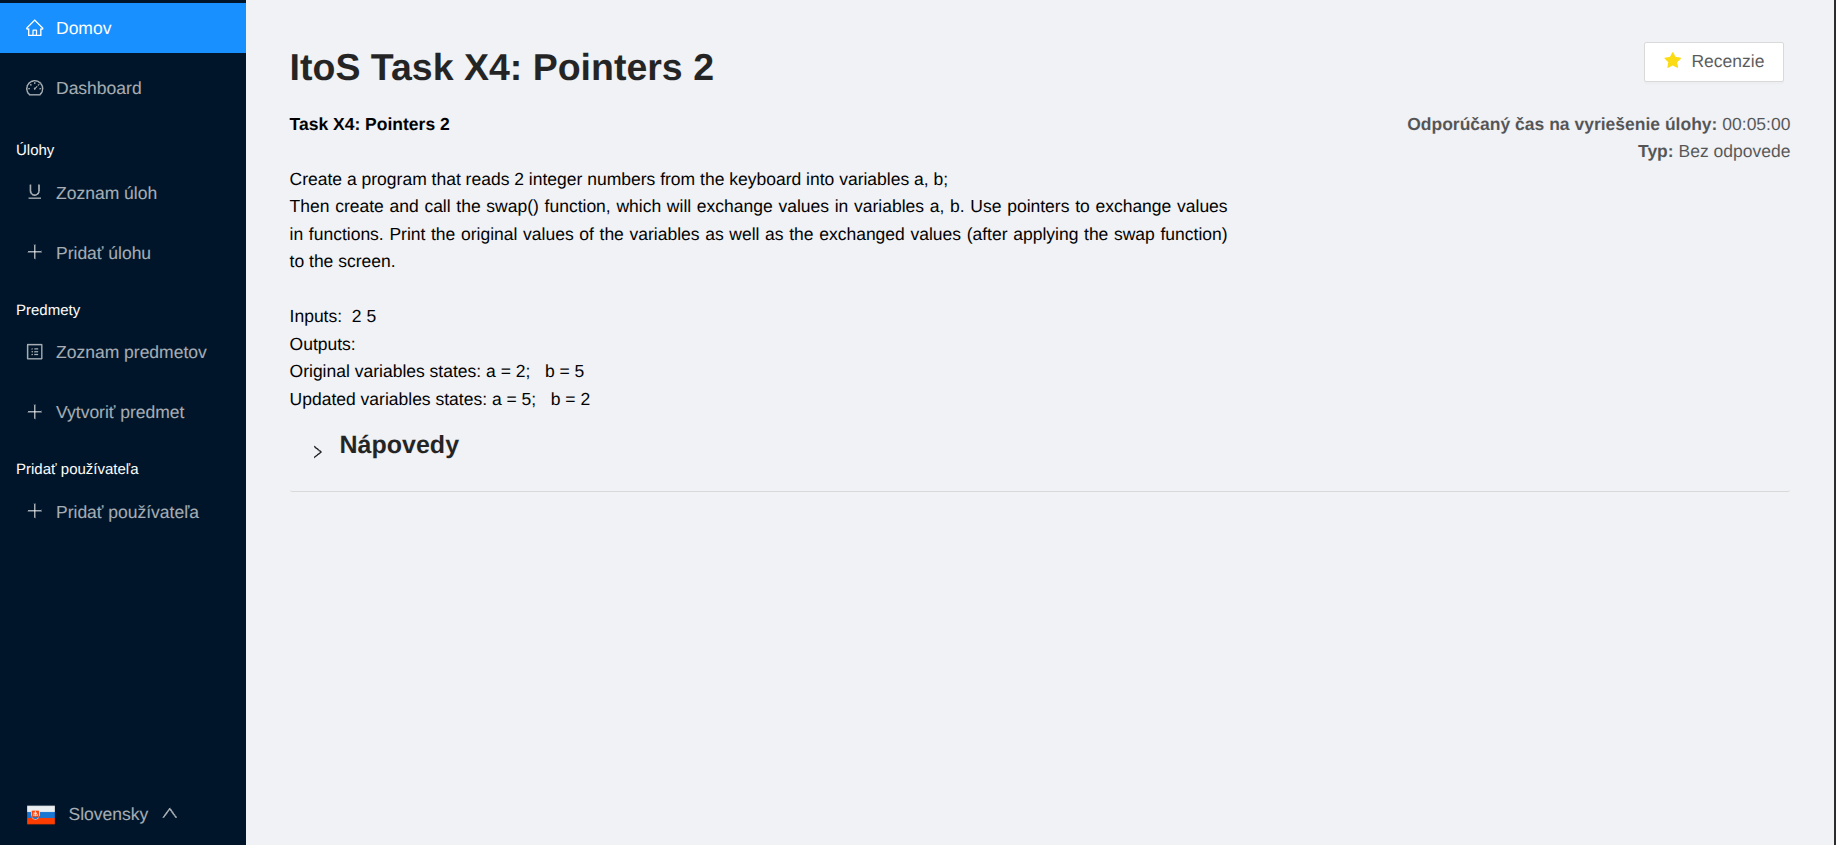 Domov
Dashboard
Úlohy
Zoznam úloh
Pridať úlohu
Predmety
Zoznam predmetov
Vytvoriť predmet
Pridať používateľa
Pridať používateľa
Slovensky
ItoS Task X4: Pointers 2
Recenzie
Task X4: Pointers 2
Odporúčaný čas na vyriešenie úlohy: 00:05:00
Typ: Bez odpovede
Create a program that reads 2 integer numbers from the keyboard into variables a, b;
Then create and call the swap() function, which will exchange values in variables a, b. Use pointers to exchange values
in functions. Print the original values of the variables as well as the exchanged values (after applying the swap function)
to the screen.
Inputs:  2 5
Outputs:
Original variables states: a = 2;   b = 5
Updated variables states: a = 5;   b = 2
Nápovedy